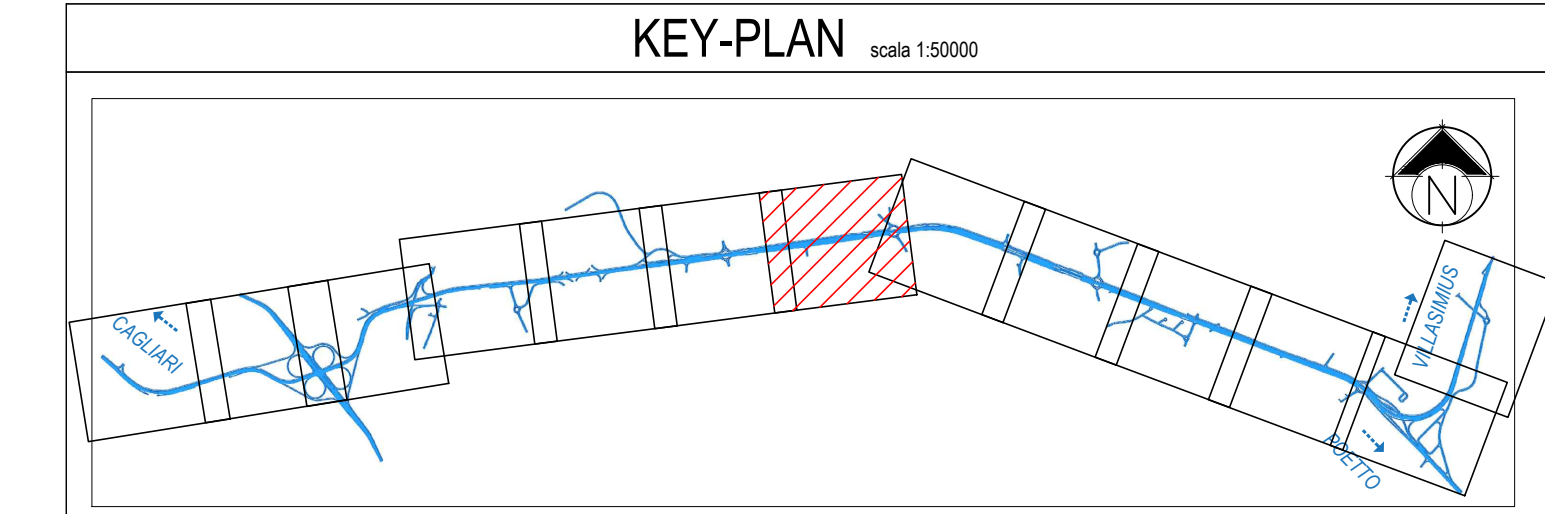 KEY-PLAN scala 1:50000
N
CAGLIARI
VILLASIMIUS
POETTO